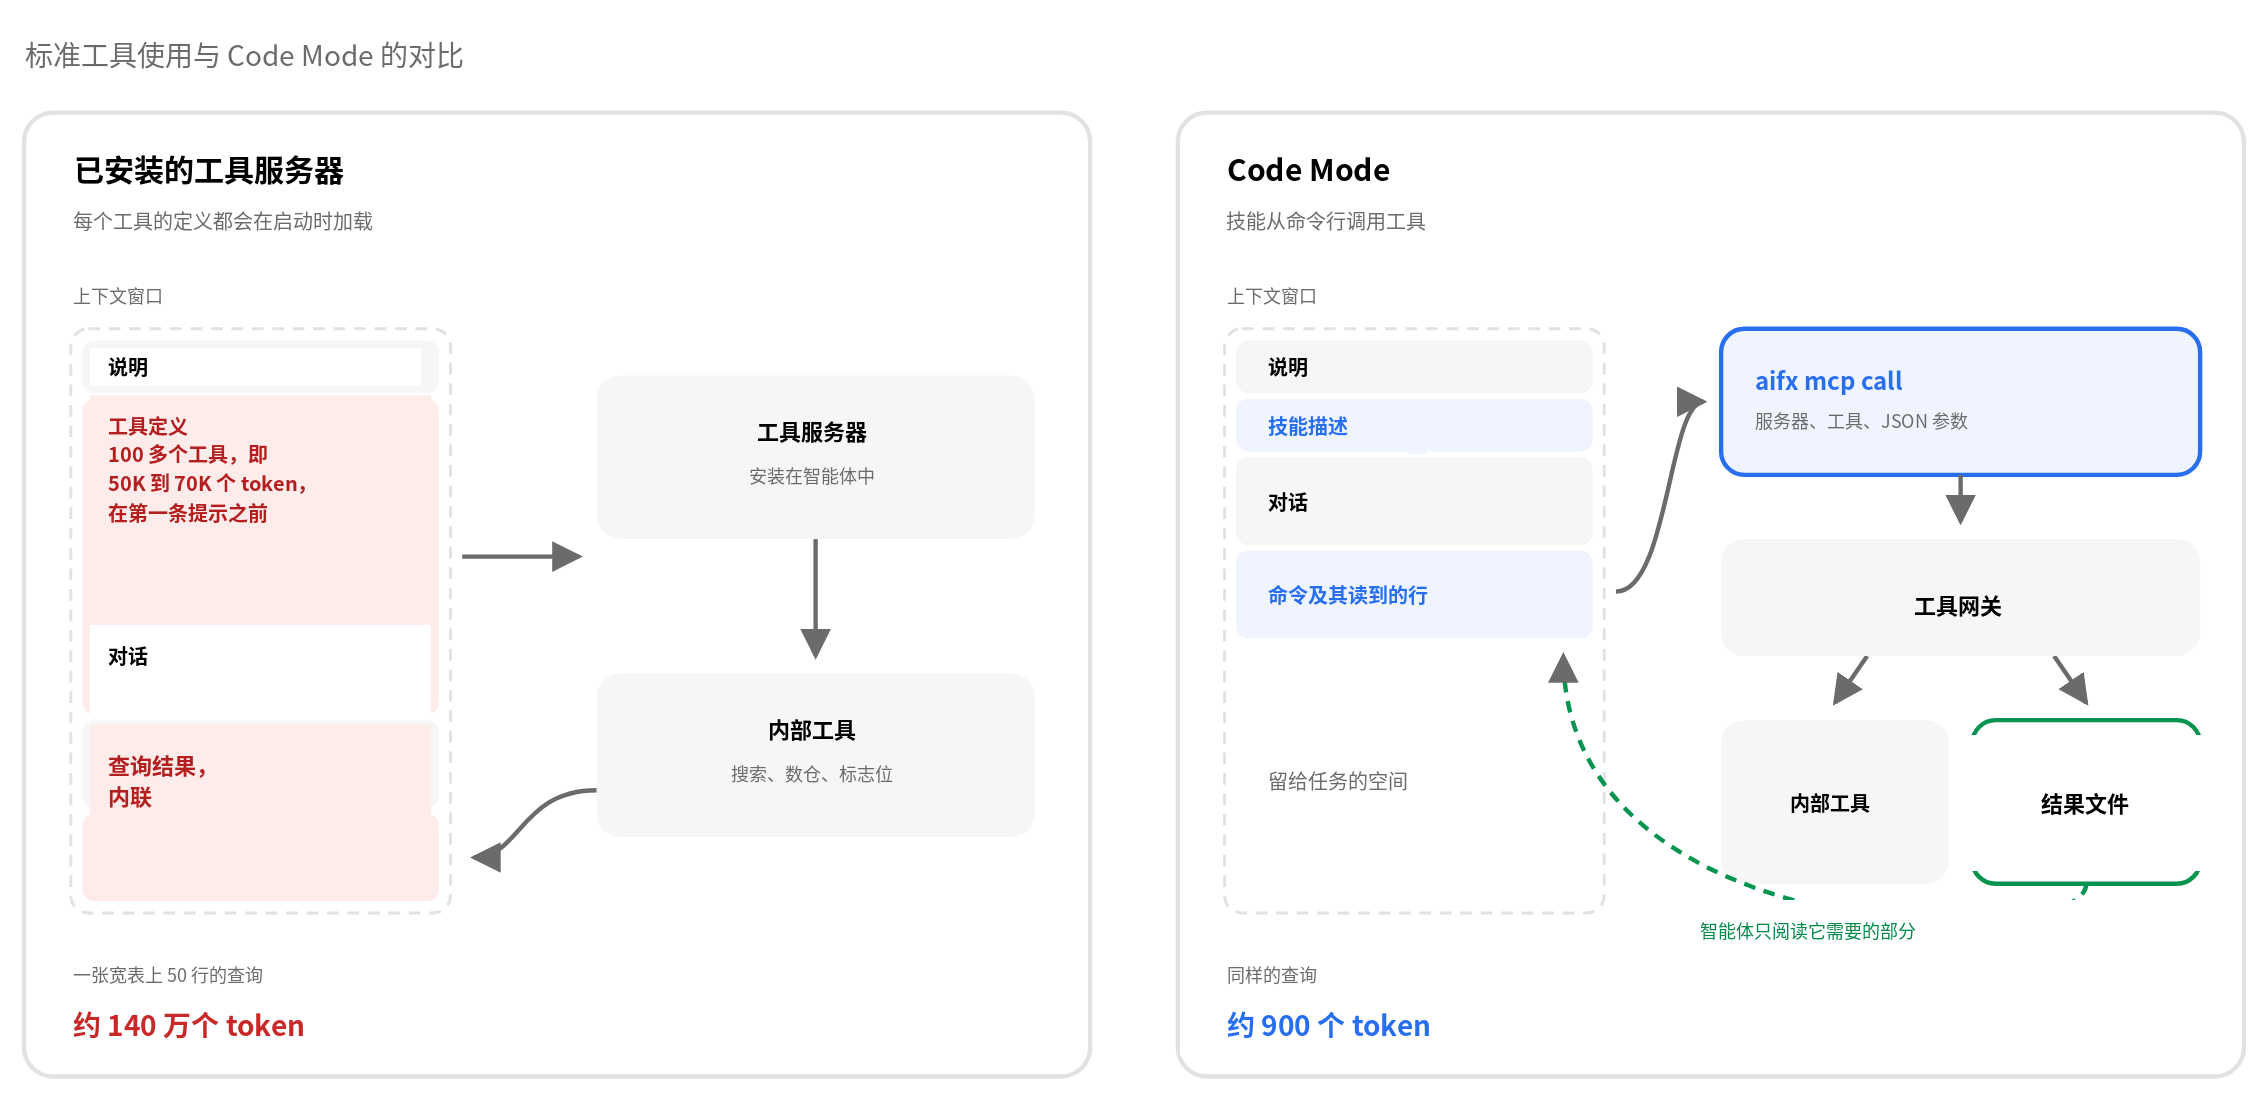 标准工具使用与 Code Mode 的对比
已安装的工具服务器
每个工具的定义都会在启动时加载
上下文窗口
说明
工具定义
100 多个工具，即
50K 到 70K 个 token，
在第一条提示之前
对话
查询结果，
内联
工具服务器
安装在智能体中
内部工具
搜索、数仓、标志位
一张宽表上 50 行的查询
约 140 万个 token
Code Mode
技能从命令行调用工具
上下文窗口
说明
技能描述
对话
命令及其读到的行
留给任务的空间
aifx mcp call
服务器、工具、JSON 参数
工具网关
内部工具
结果文件
智能体只阅读它需要的部分
同样的查询
约 900 个 token